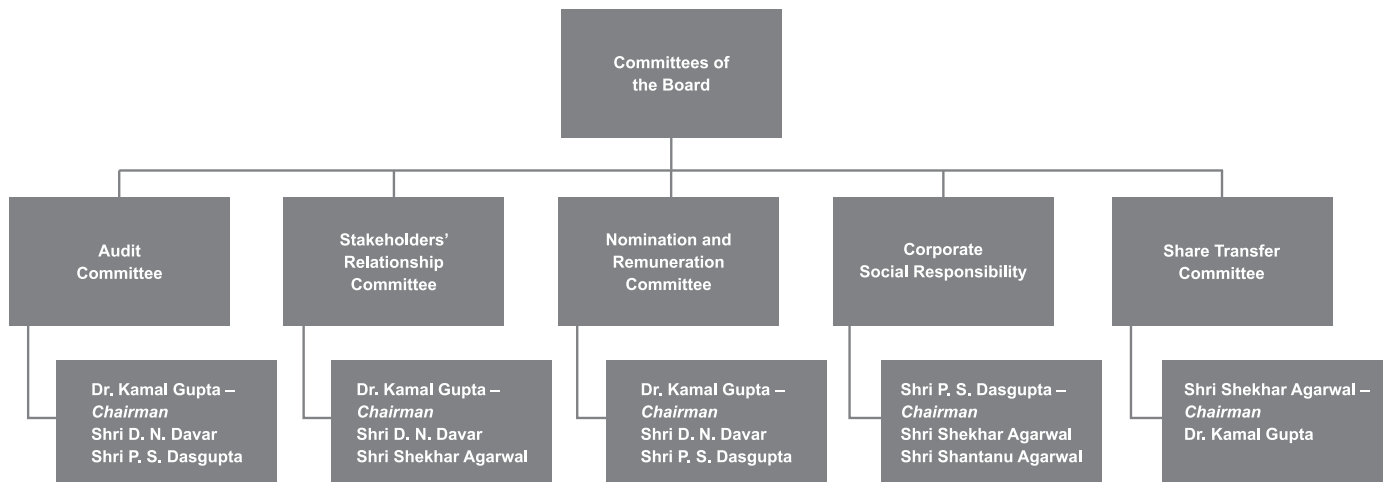 Committees of
the Board
Audit
Committee
Stakeholders’
Relationship
Committee
Nomination and
Remuneration
Committee
Corporate
Social Responsibility
Share Transfer
Committee
Dr. Kamal Gupta –
Chairman
Shri D. N. Davar
Shri P. S. Dasgupta
Dr. Kamal Gupta –
Chairman
Shri D. N. Davar
Shri Shekhar Agarwal
Dr. Kamal Gupta –
Chairman
Shri D. N. Davar
Shri P. S. Dasgupta
Shri P. S. Dasgupta –
Chairman
Shri Shekhar Agarwal
Shri Shantanu Agarwal
Shri Shekhar Agarwal –
Chairman
Dr. Kamal Gupta